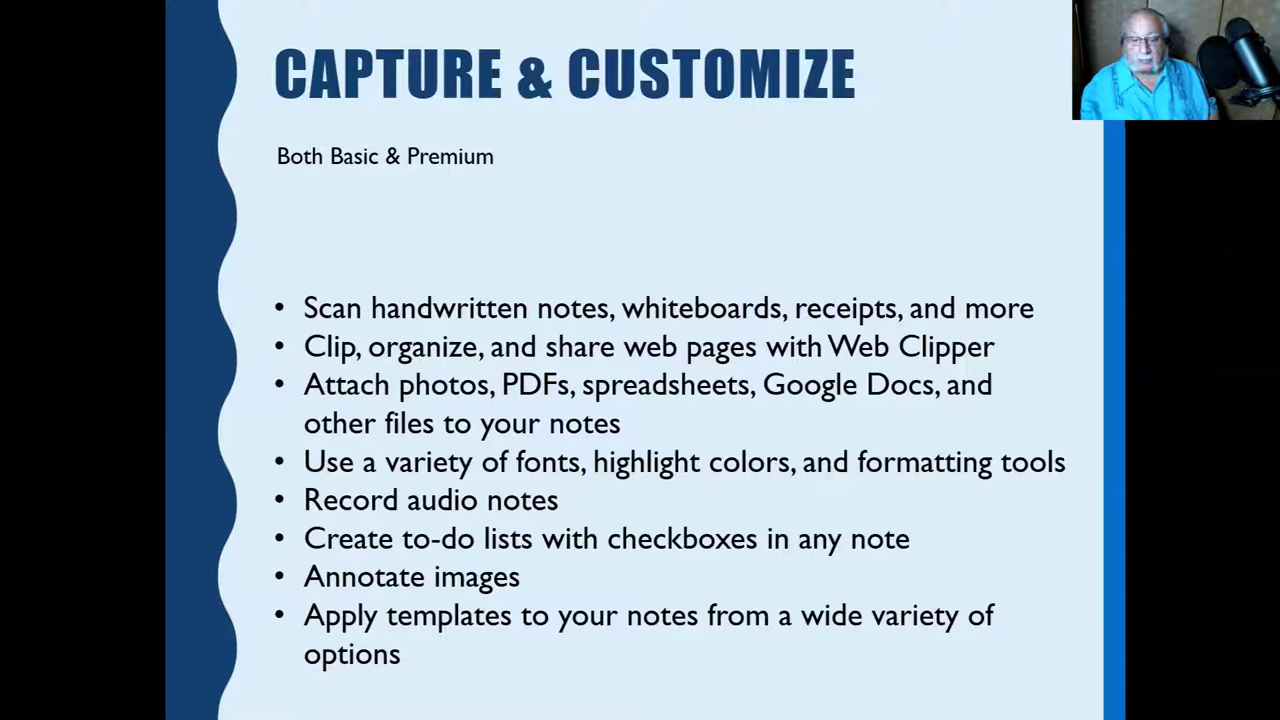 CAPTURE & CUSTOMIZE
Both Basic & Premium
• Scan handwritten notes, whiteboards, receipts, and more
• Clip, organize, and share web pages with Web Clipper
• Attach photos, PDFs, spreadsheets, Google Docs, and
other files to your notes
• Use a variety of fonts, highlight colors, and formatting tools
• Record audio notes
• Create to-do lists with checkboxes in any note
• Annotate images
• Apply templates to your notes from a wide variety of
options